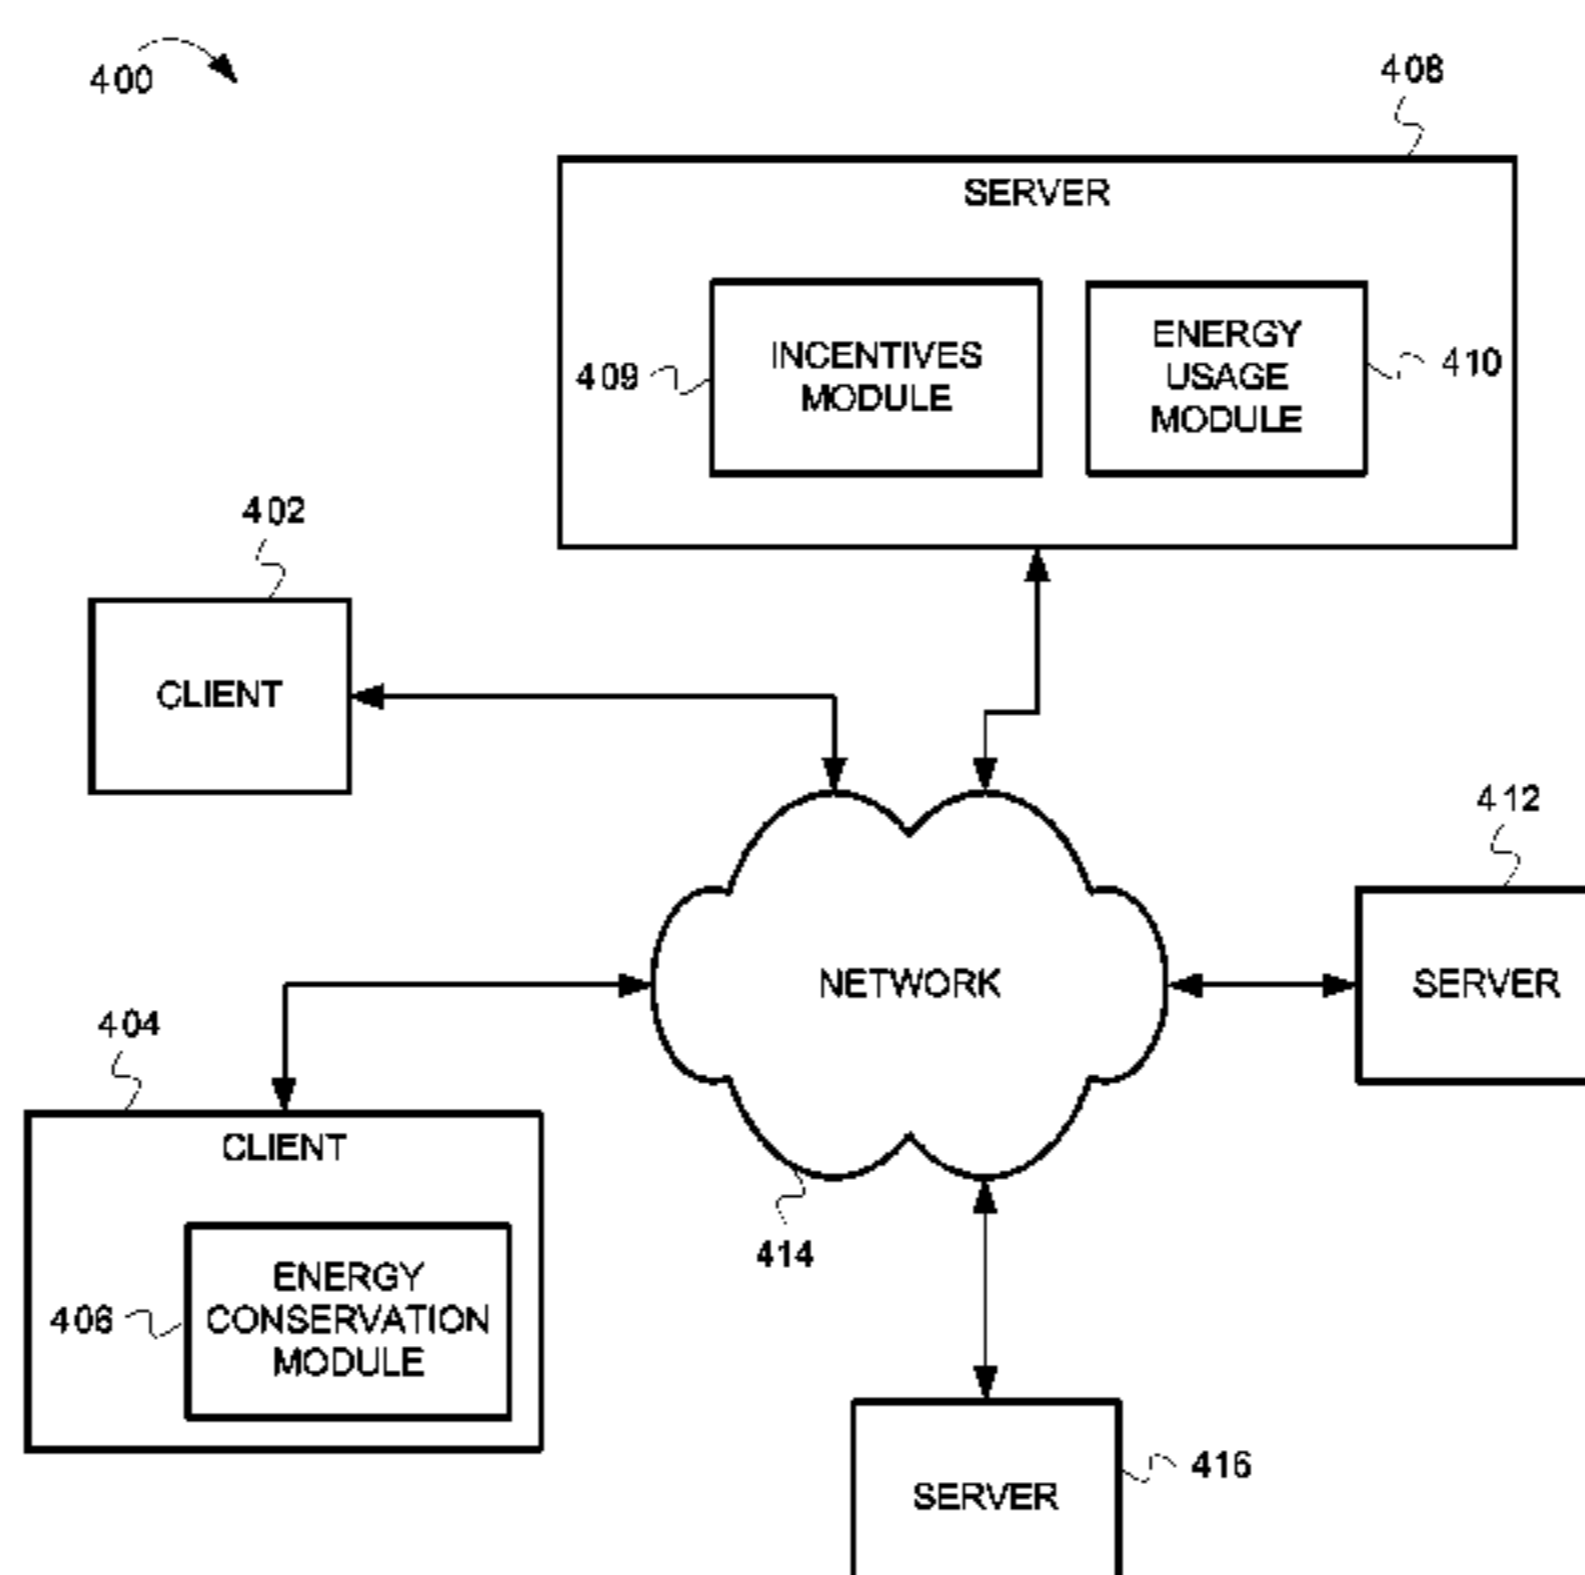 400
408
SERVER
409
INCENTIVES
MODULE
ENERGY
USAGE
MODULE
410
402
CLIENT
412
NETWORK
SERVER
404
CLIENT
406
ENERGY
CONSERVATION
MODULE
414
SERVER
416